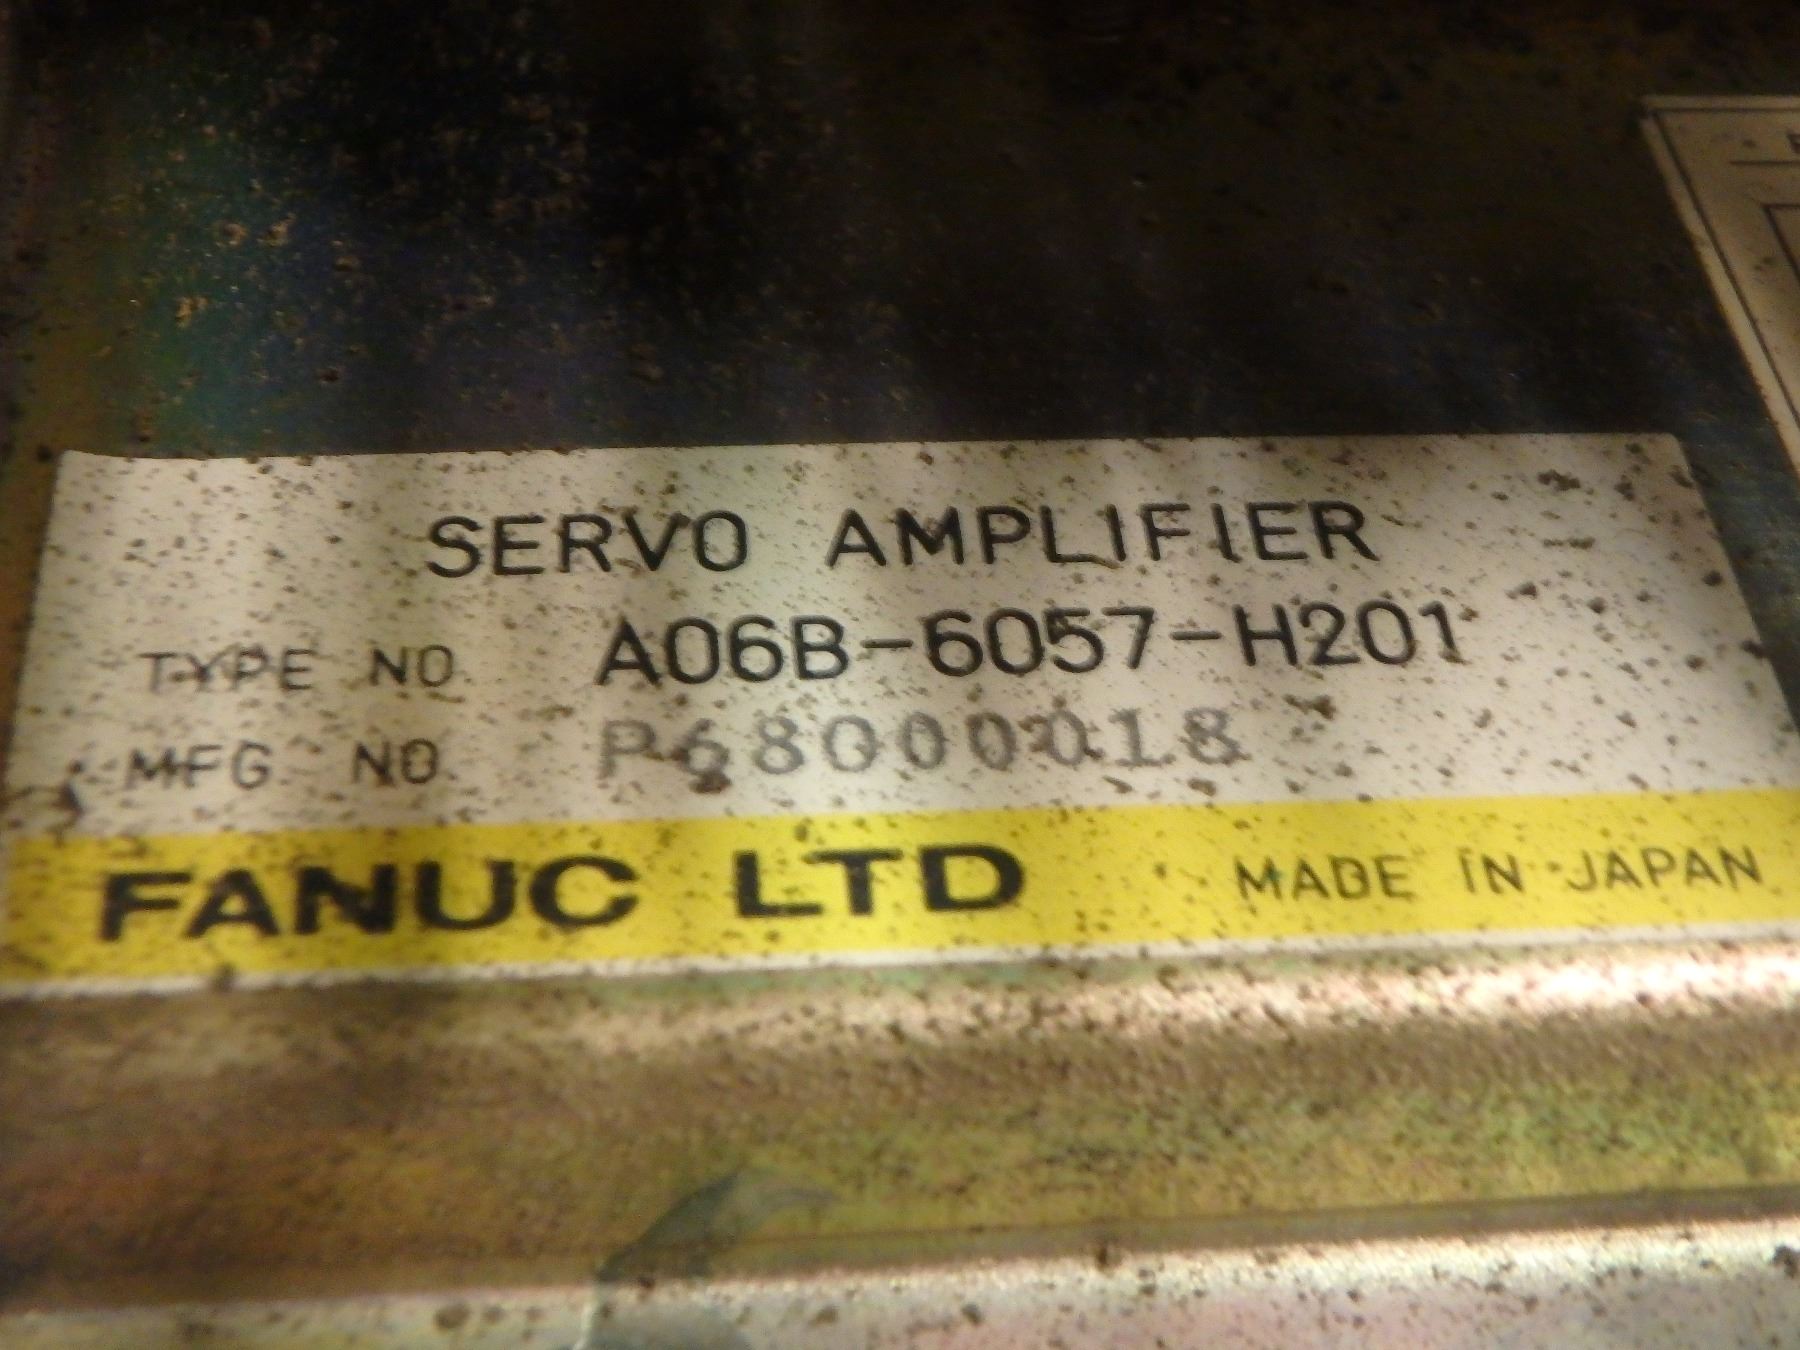 SERVO AMPLIFIER
TYPE NO. A06B-6057-H201
MFG NO. P68000018
FANUC LTD MADE IN JAPAN